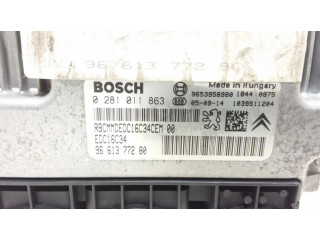 96 613 772 80
BOSCH
Made in Hungary
9653958980 1044 0875
0 281 011 863
05-09-14 1039S11204
RBCMMDEDC16C34CEM 00
EDC16C34
96 613 772 80